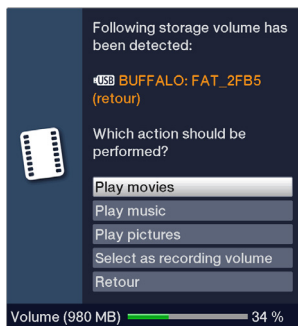 Following storage volume has
been detected:
USB BUFFALO: FAT_2FB5
(retour)
Which action should be
performed?
Play movies
Play music
Play pictures
Select as recording volume
Retour
Volume (980 MB) 34 %